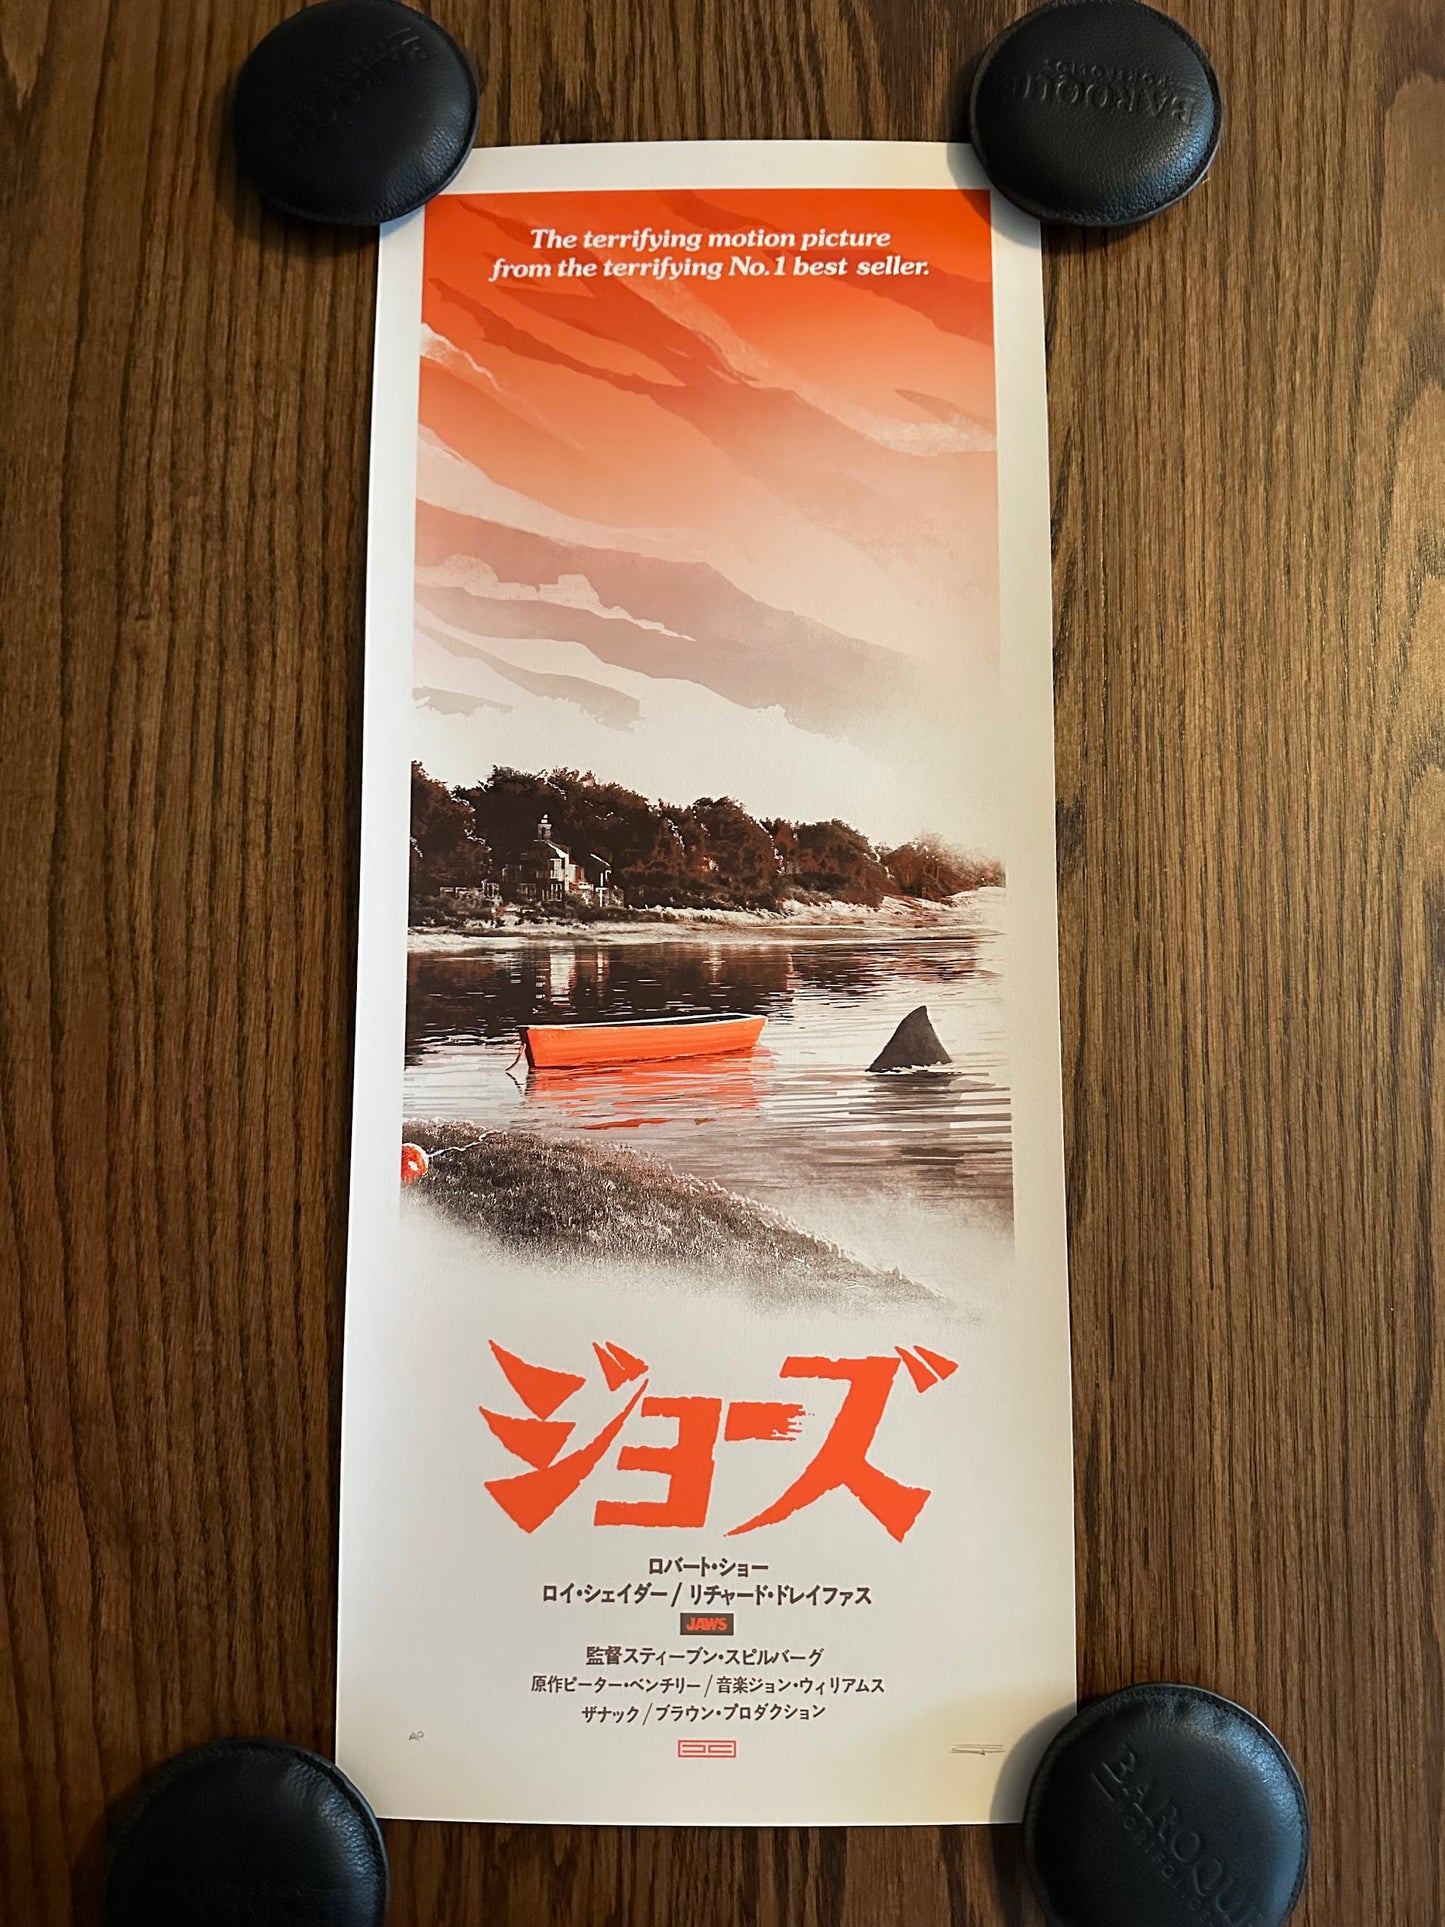 BAROQUE
BAROQUE
The terrifying motion picture
from the terrifying No.1 best seller.
ジョーズ
ロバート・ショー
ロイ・シェイダー / リチャード・ドレイファス
JAWS
監督スティーブン・スピルバーグ
原作ピーター・ベンチリー / 音楽ジョン・ウィリアムス
ザナック / ブラウン・プロダクション
AP
BAROQUE